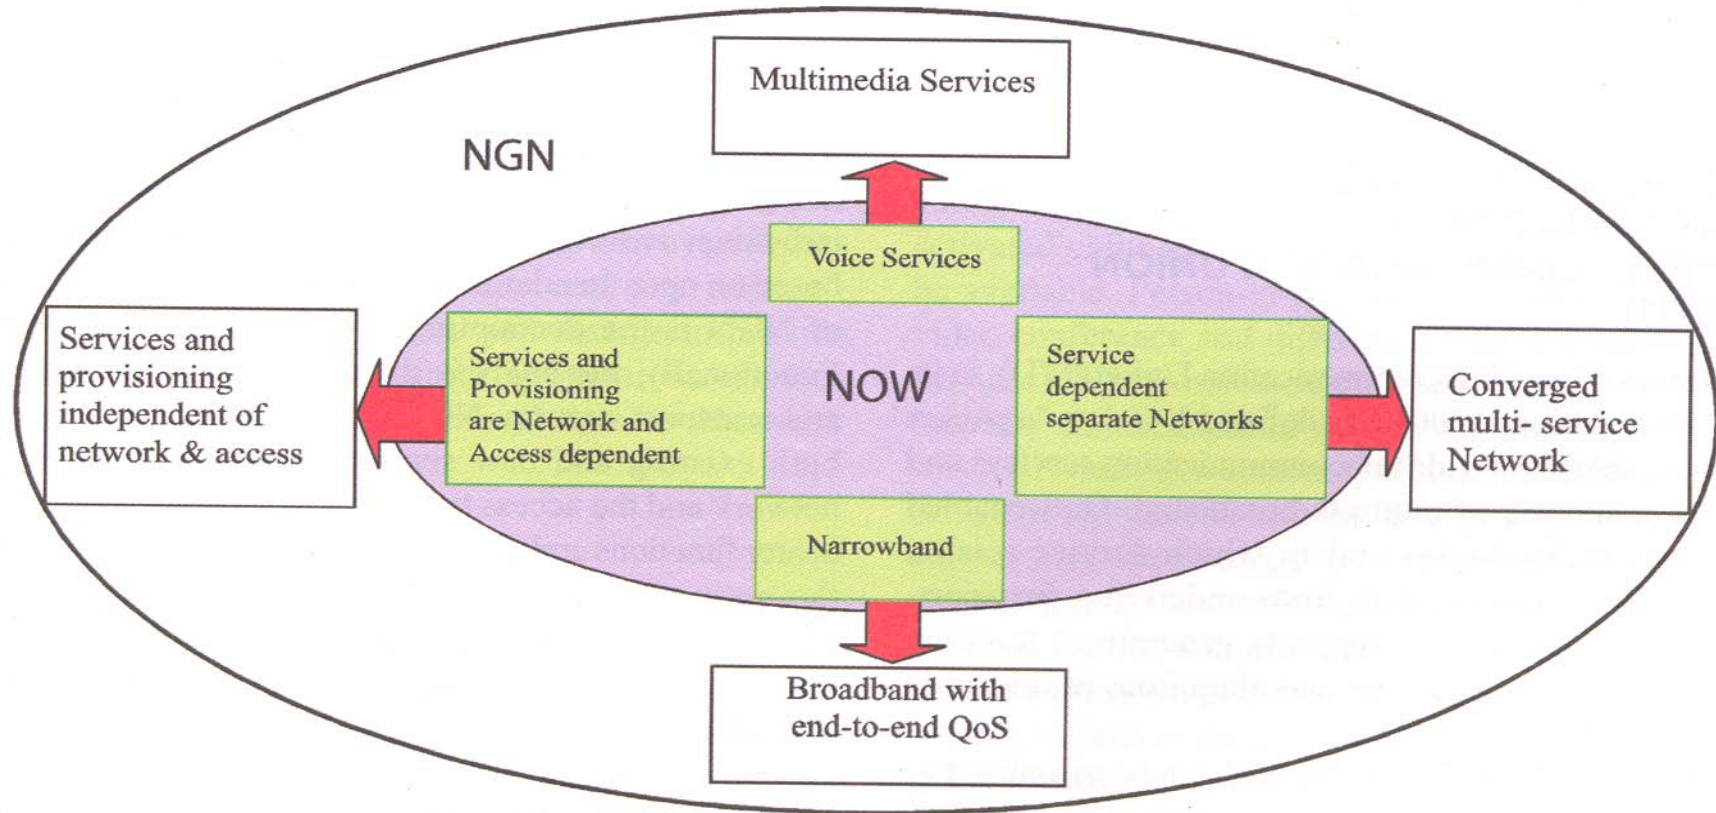 Multimedia Services
NGN
Voice Services
Services and
provisioning
independent of
network & access
Services and
Provisioning
are Network and
Access dependent
NOW
Service
dependent
separate Networks
Converged
multi- service
Network
Narrowband
Broadband with
end-to-end QoS